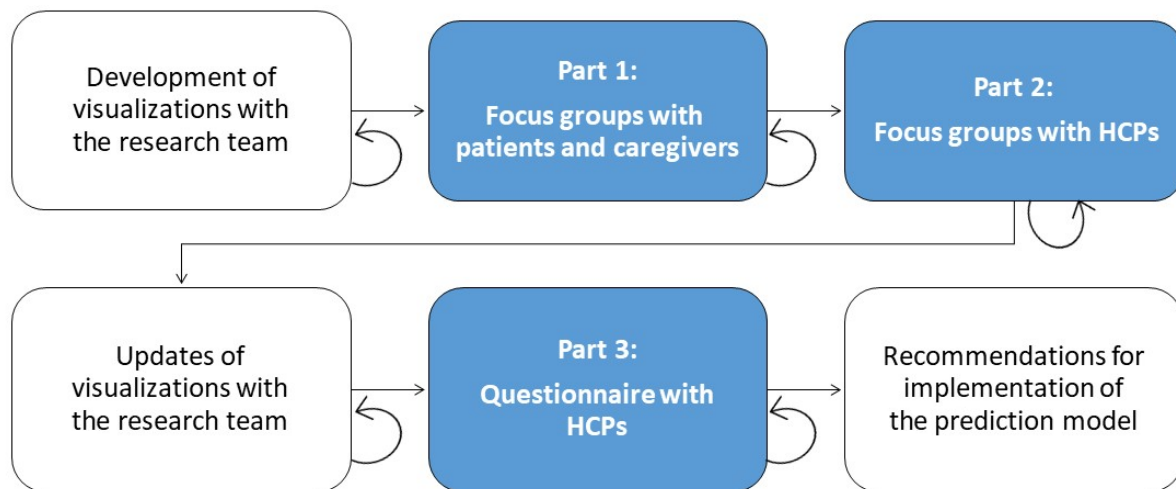 Development of
visualizations with
the research team
Part 1:
Focus groups with
patients and caregivers
Part 2:
Focus groups with HCPs
Updates of
visualizations with
the research team
Part 3:
Questionnaire with
HCPs
Recommendations for
implementation of
the prediction model